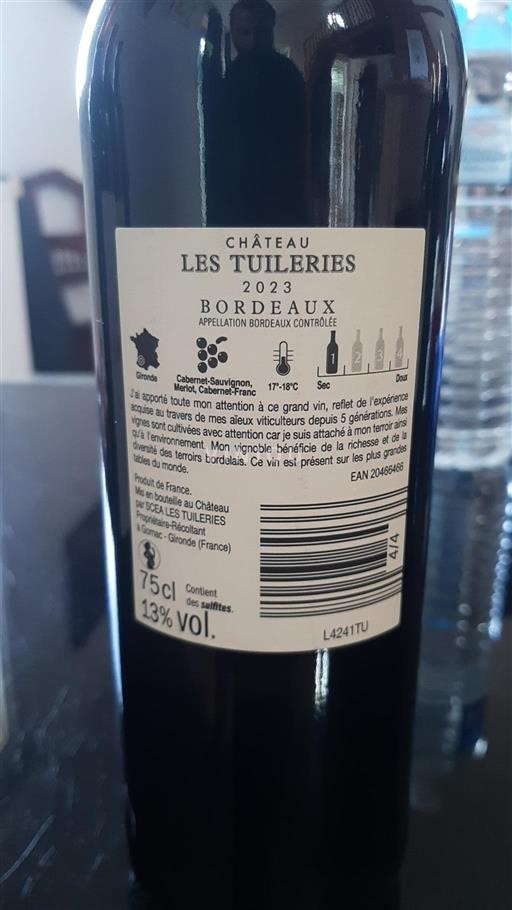 CHÂTEAU
LES TUILERIES
2023
BORDEAUX
APPELLATION BORDEAUX CONTRÔLÉE
Gironde
Cabernet-Sauvignon,
Merlot, Cabernet-Franc
17°-18°C
1 2 3 4
Sec Doux
J'ai apporté toute mon attention à ce grand vin, reflet de l'expérience
acquise au travers de mes aïeux viticulteurs depuis 5 générations. Mes
vignes sont cultivées avec attention car je suis attaché à mon terroir ainsi
qu'à l'environnement. Mon vignoble bénéficie de la richesse et de la
diversité des terroirs bordelais. Ce vin est présent sur les plus grandes
tables du monde.
EAN 20466466
Produit de France.
Mis en bouteille au Château
par SCEA LES TUILERIES
Propriétaire-Récoltant
à Gornac - Gironde (France)
4/4
75cl
Contient
des sulfites.
13% vol.
L4241TU